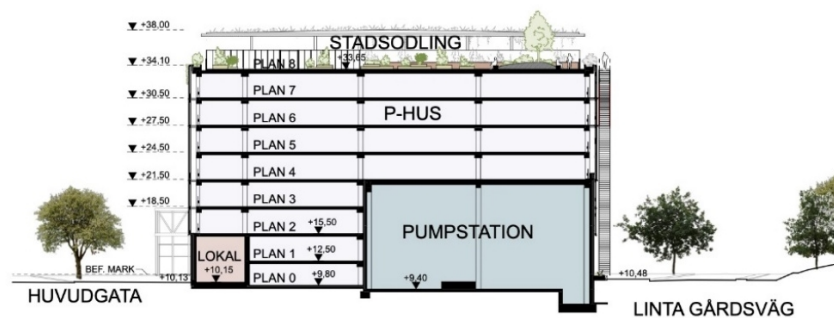 +38,00
STADSODLING
+34,10
PLAN 8
+33,65
PLAN 7
+30,50
PLAN 6
P-HUS
+27,50
PLAN 5
+24,50
PLAN 4
+21,50
PLAN 3
+18,50
PLAN 2
+15,50
PUMPSTATION
LOKAL
+10,15
PLAN 1
+12,50
BEF. MARK
+10,13
PLAN 0
+9,80
+9,40
+10,48
HUVUDGATA
LINTA GÅRDSVÄG